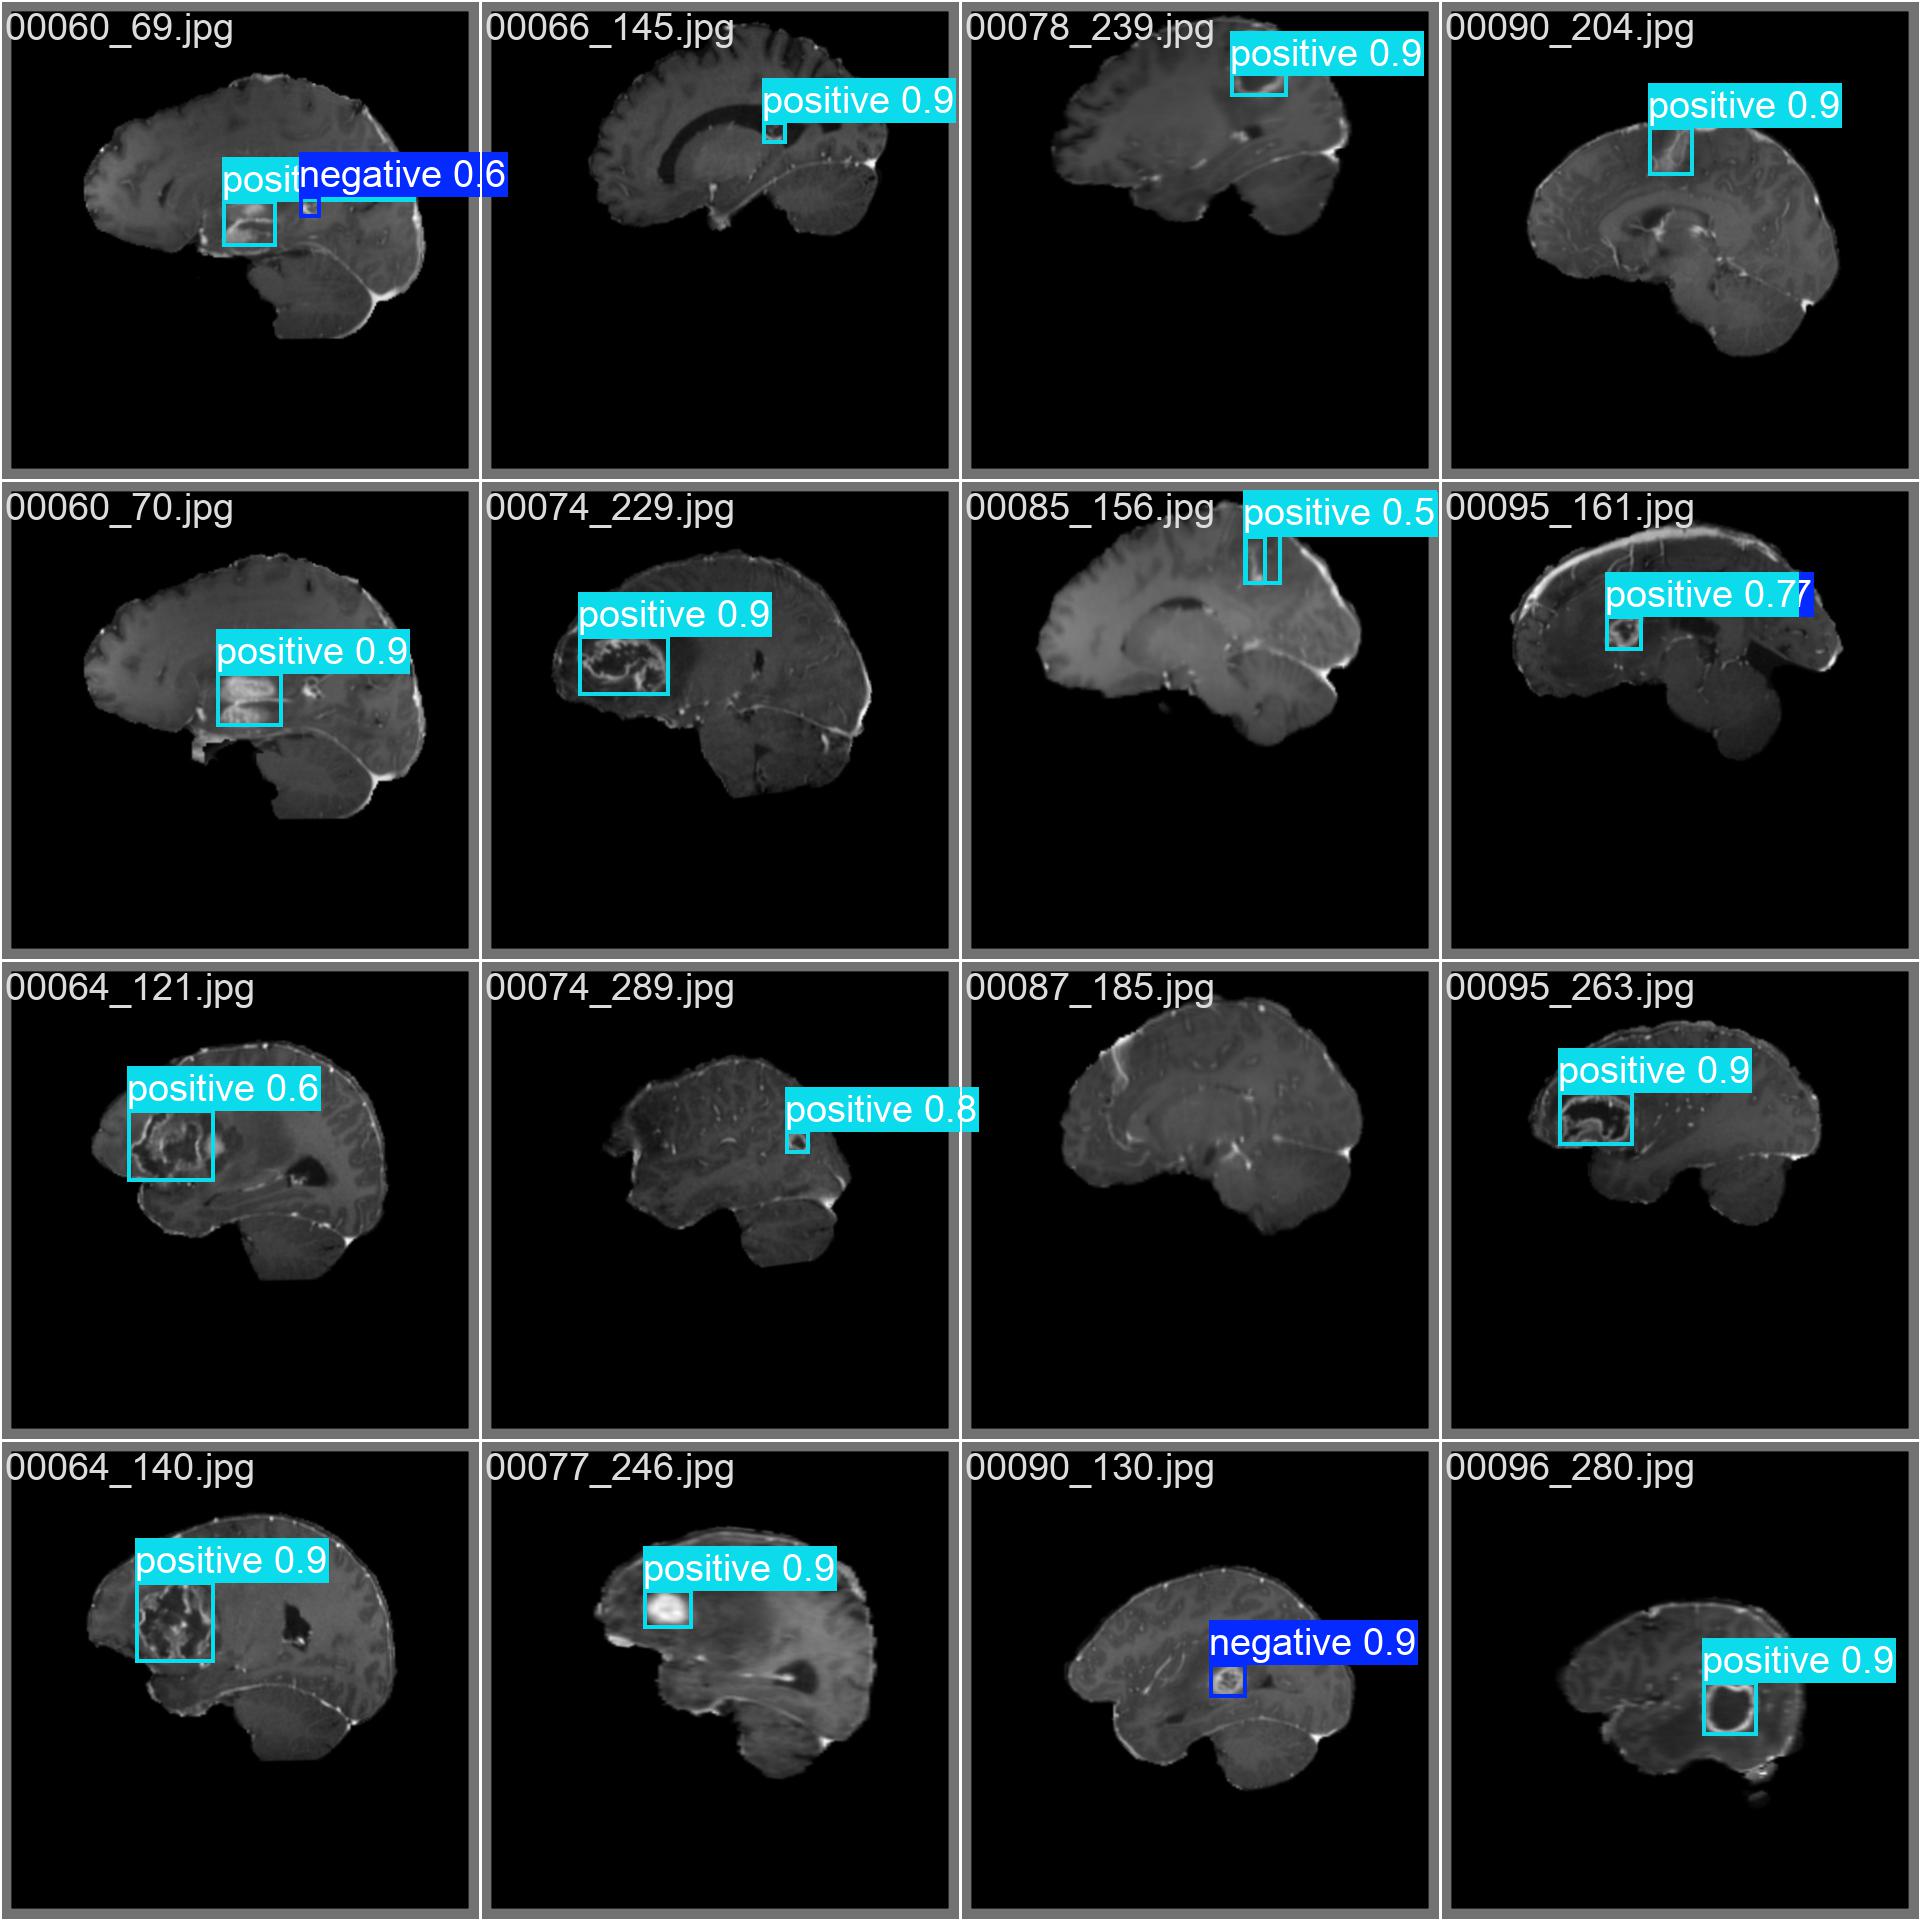 00060_69.jpg
posit
negative 0.6
00066_145.jpg
positive 0.9
00078_239.jpg
positive 0.9
00090_204.jpg
positive 0.9
00060_70.jpg
positive 0.9
00074_229.jpg
positive 0.9
00085_156.jpg
positive 0.5
00095_161.jpg
positive 0.77
00064_121.jpg
positive 0.6
00074_289.jpg
positive 0.8
00087_185.jpg
00095_263.jpg
positive 0.9
00064_140.jpg
positive 0.9
00077_246.jpg
positive 0.9
00090_130.jpg
negative 0.9
00096_280.jpg
positive 0.9